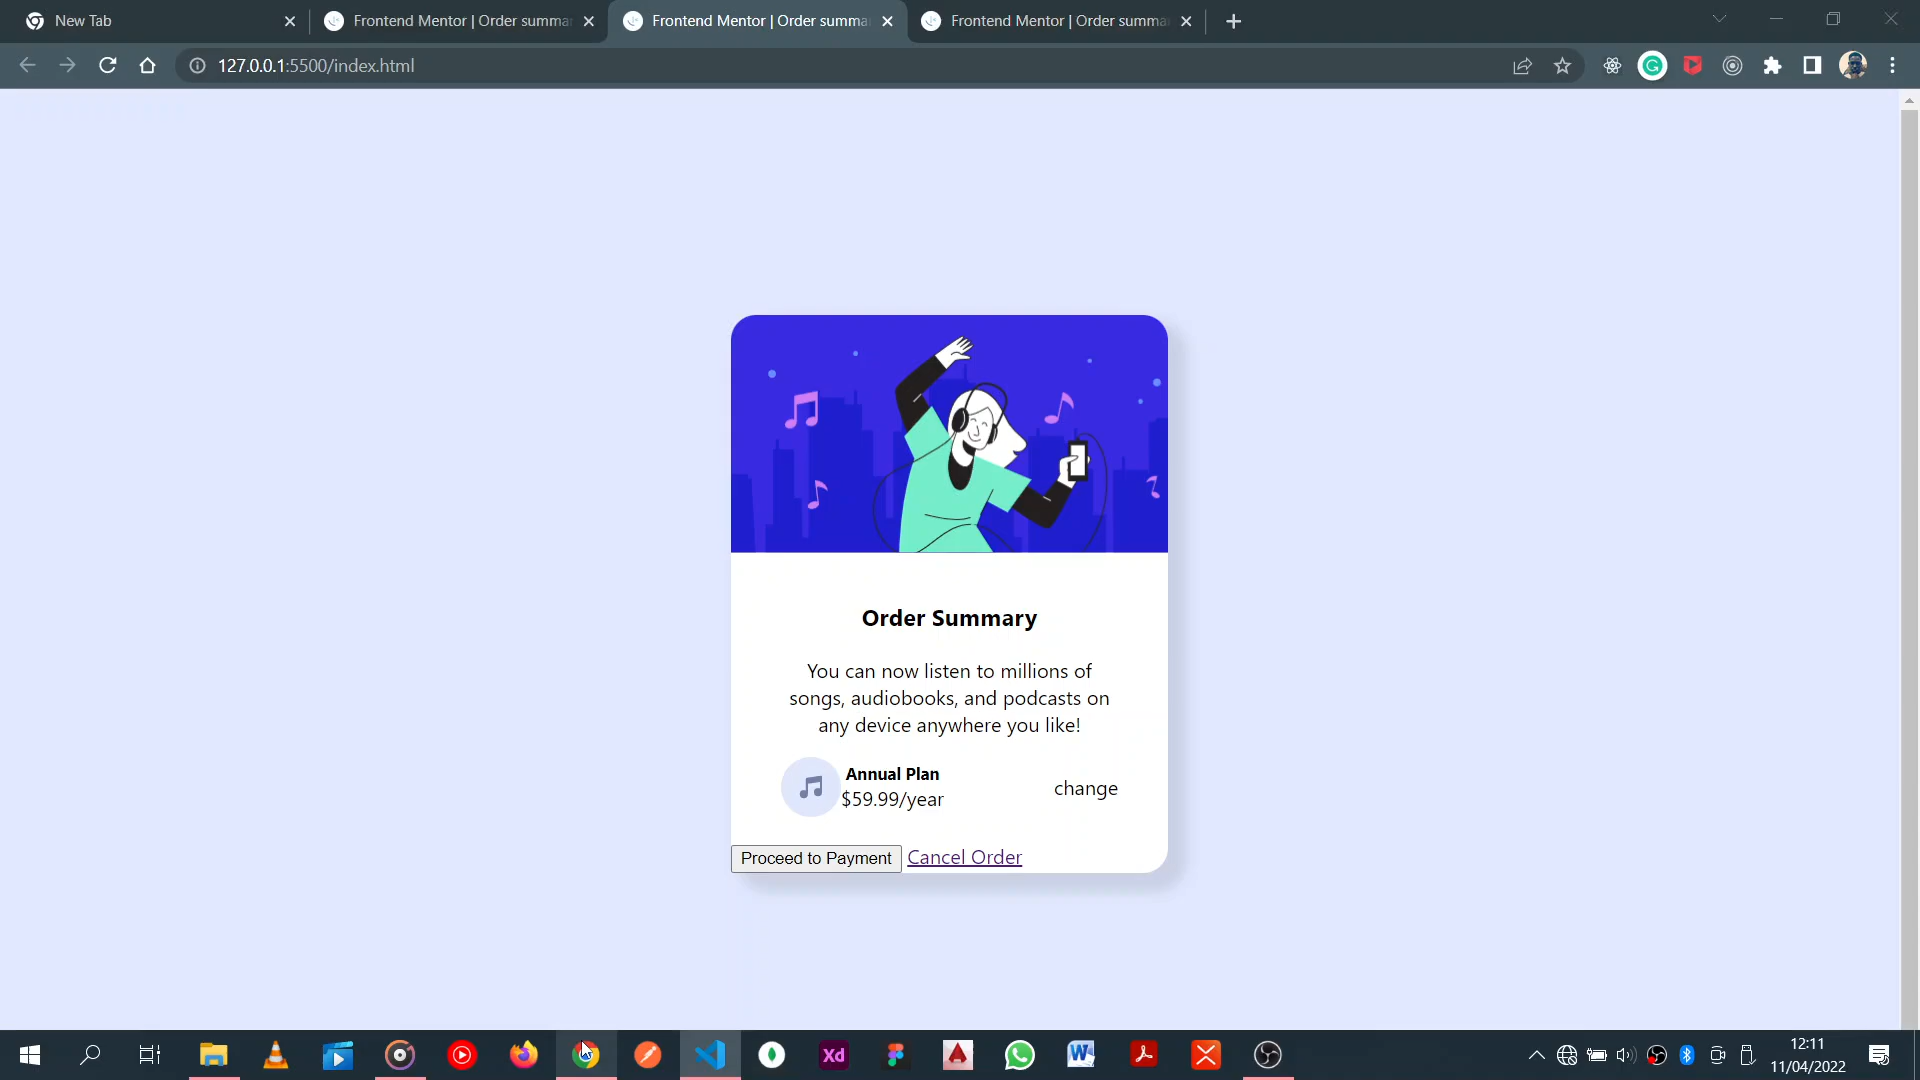 New Tab
Frontend Mentor | Order summa
Frontend Mentor | Order summa
Frontend Mentor | Order summa
127.0.0.1:5500/index.html
Order Summary
You can now listen to millions of
songs, audiobooks, and podcasts on
any device anywhere you like!
Annual Plan
$59.99/year
change
Proceed to Payment
Cancel Order
Xd
12:11
11/04/2022